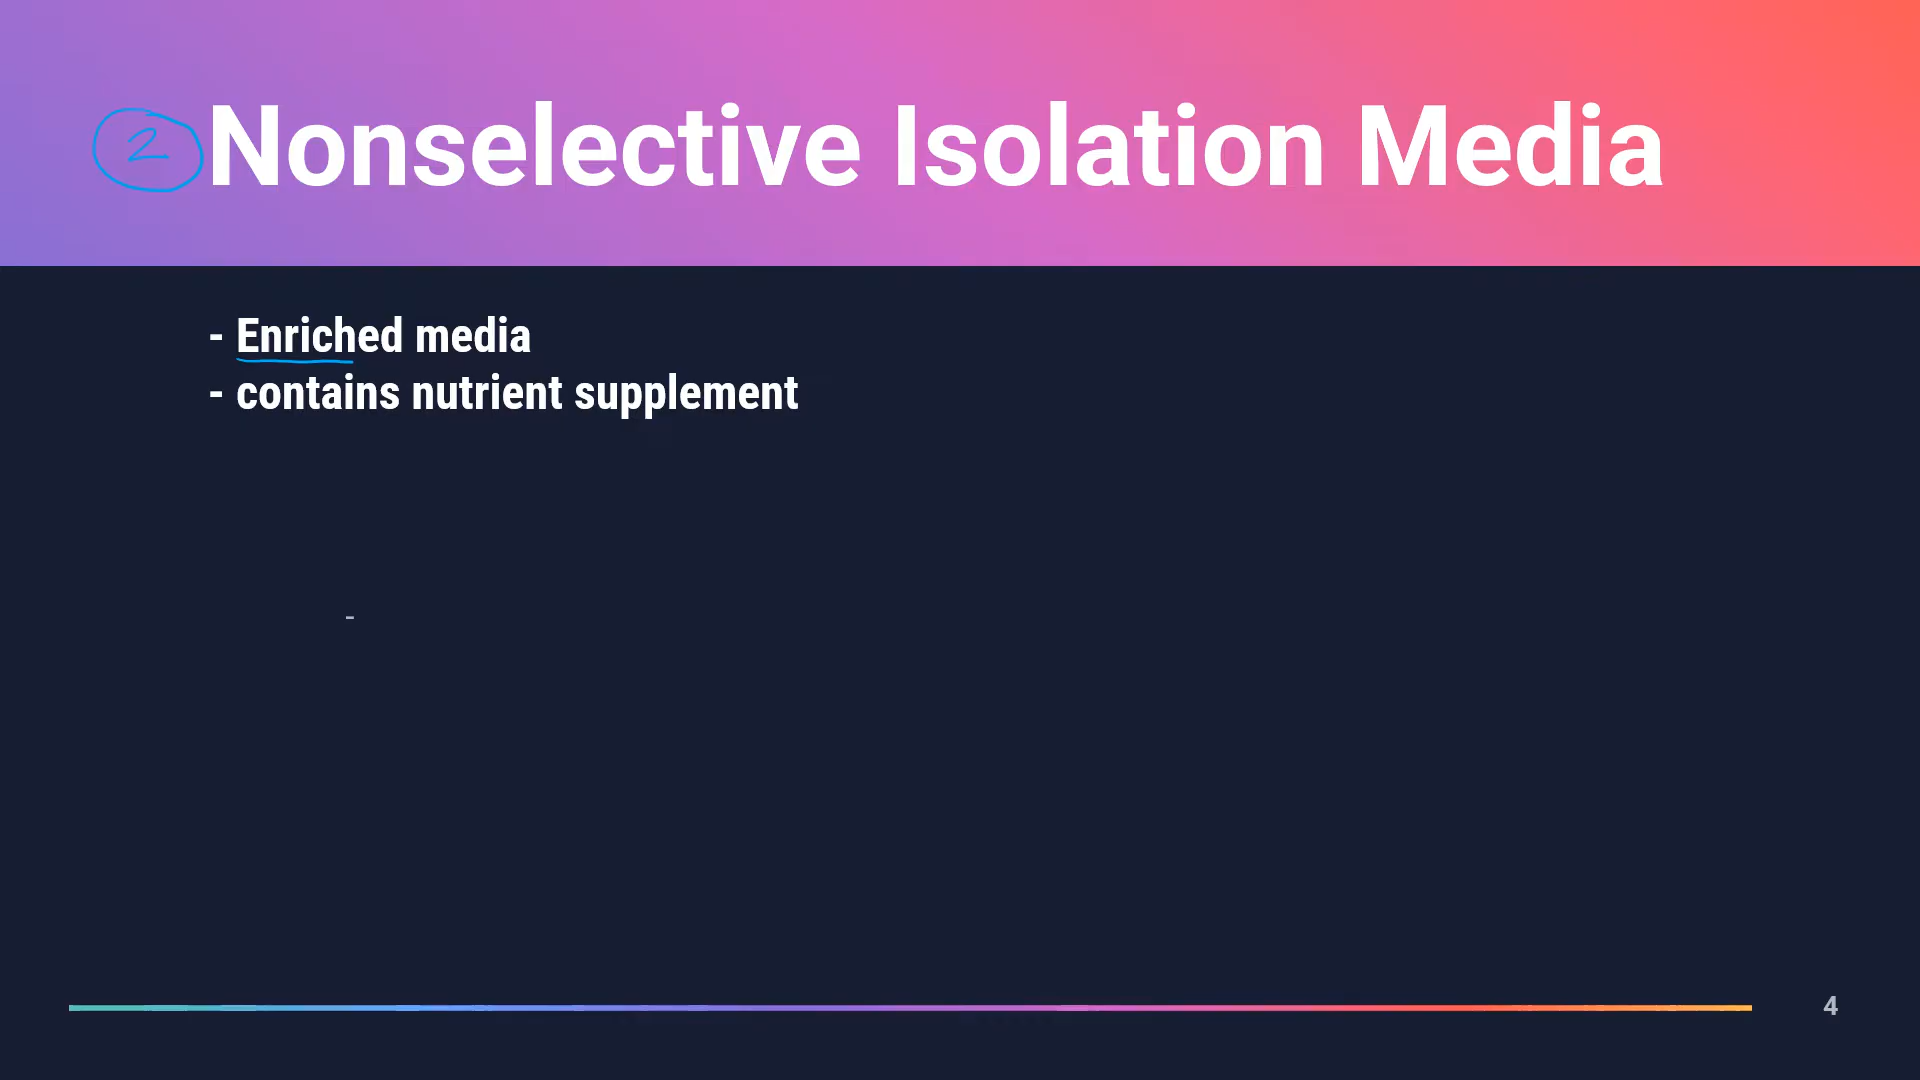 2 Nonselective Isolation Media
- Enriched media
- contains nutrient supplement
-
4